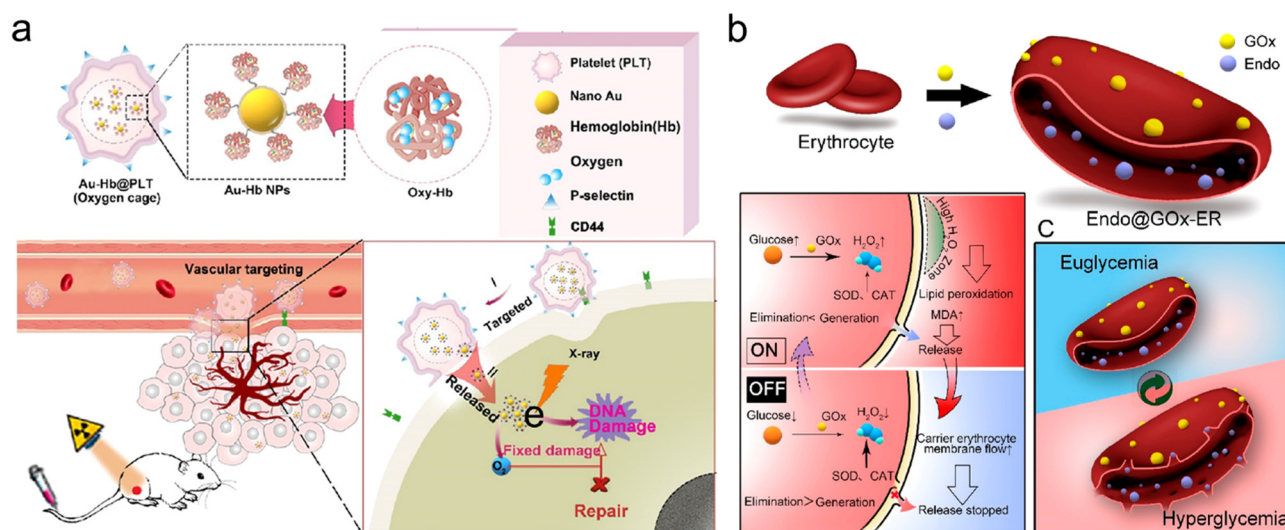 a
Platelet (PLT)
Nano Au
Hemoglobin(Hb)
Oxygen
P-selectin
CD44
Au-Hb@PLT
(Oxygen cage)
Au-Hb NPs
Oxy-Hb
Vascular targeting
I
Targeted
II
Released
X-ray
e
DNA
Damage
Fixed damage
O₂
Repair
b
GOx
Endo
Erythrocyte
Endo@GOx-ER
High H₂O₂ Zone
Glucose↑
GOx
H₂O₂↑
SOD、CAT
Lipid peroxidation
MDA↑
Elimination<Generation
Release
ON
OFF
Glucose↓
GOx
H₂O₂↓
SOD、CAT
Carrier erythrocyte
membrane flow↑
Elimination>Generation
Release stopped
C
Euglycemia
Hyperglycemia